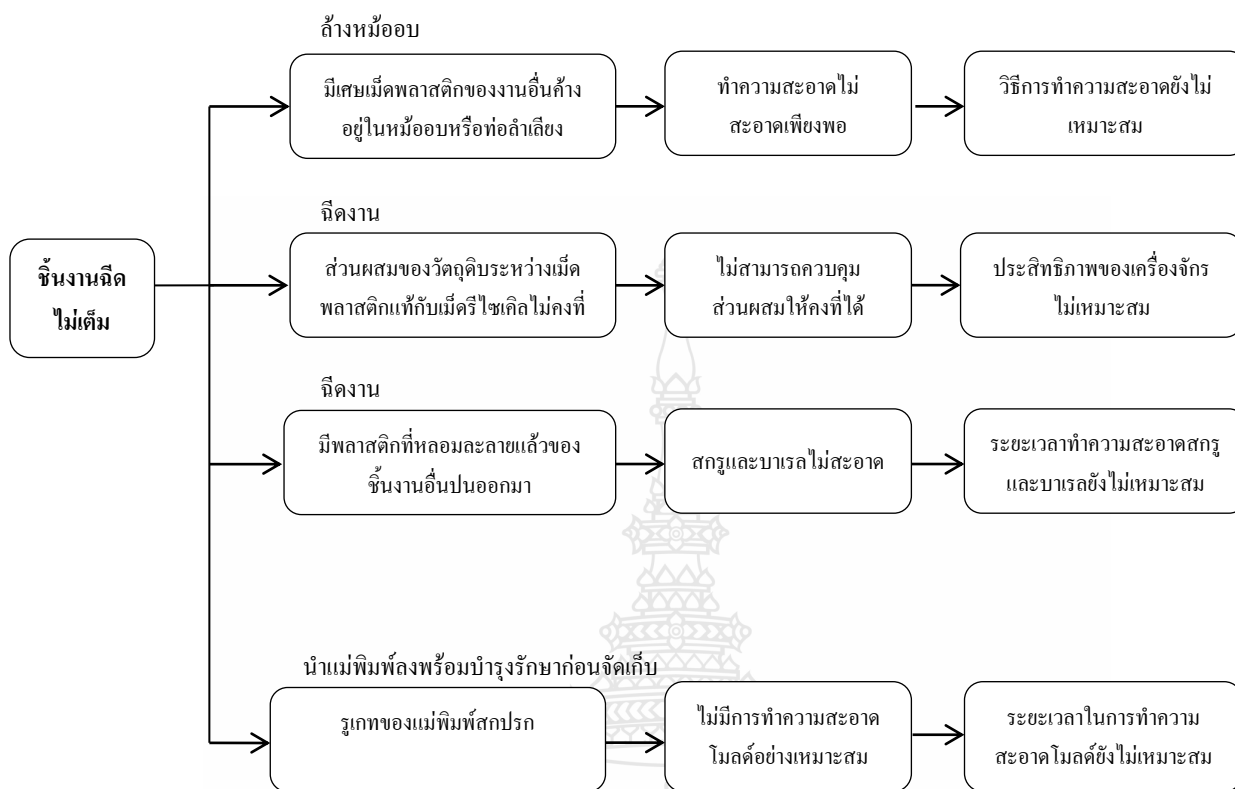 ล้างหม้ออบ
มีเศษเม็ดพลาสติกของงานอื่นค้าง
อยู่ในหม้ออบหรือท่อลำเลียง
ทำความสะอาดไม่
สะอาดเพียงพอ
วิธีการทำความสะอาดยังไม่
เหมาะสม
ชิ้นงานฉีด
ไม่เต็ม
ฉีดงาน
ส่วนผสมของวัตถุดิบระหว่างเม็ด
พลาสติกแท้กับเม็ดรีไซเคิลไม่คงที่
ไม่สามารถควบคุม
ส่วนผสมให้คงที่ได้
ประสิทธิภาพของเครื่องจักร
ไม่เหมาะสม
ฉีดงาน
มีพลาสติกที่หลอมละลายแล้วของ
ชิ้นงานอื่นปนออกมา
สกรูและบาเรลไม่สะอาด
ระยะเวลาทำความสะอาดสกรู
และบาเรลยังไม่เหมาะสม
นำแม่พิมพ์ลงพร้อมบำรุงรักษาก่อนจัดเก็บ
รูเกทของแม่พิมพ์สกปรก
ไม่มีการทำความสะอาด
โมลด์อย่างเหมาะสม
ระยะเวลาในการทำความ
สะอาดโมลด์ยังไม่เหมาะสม